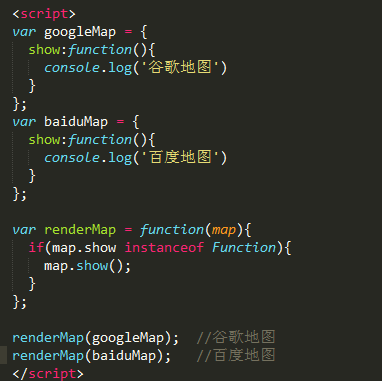 <script>
var googleMap = {
  show:function(){
    console.log('谷歌地图')
  }
};
var baiduMap = {
  show:function(){
    console.log('百度地图')
  }
};

var renderMap = function(map){
  if(map.show instanceof Function){
    map.show();
  }
};

renderMap(googleMap);  //谷歌地图
renderMap(baiduMap);   //百度地图
</script>